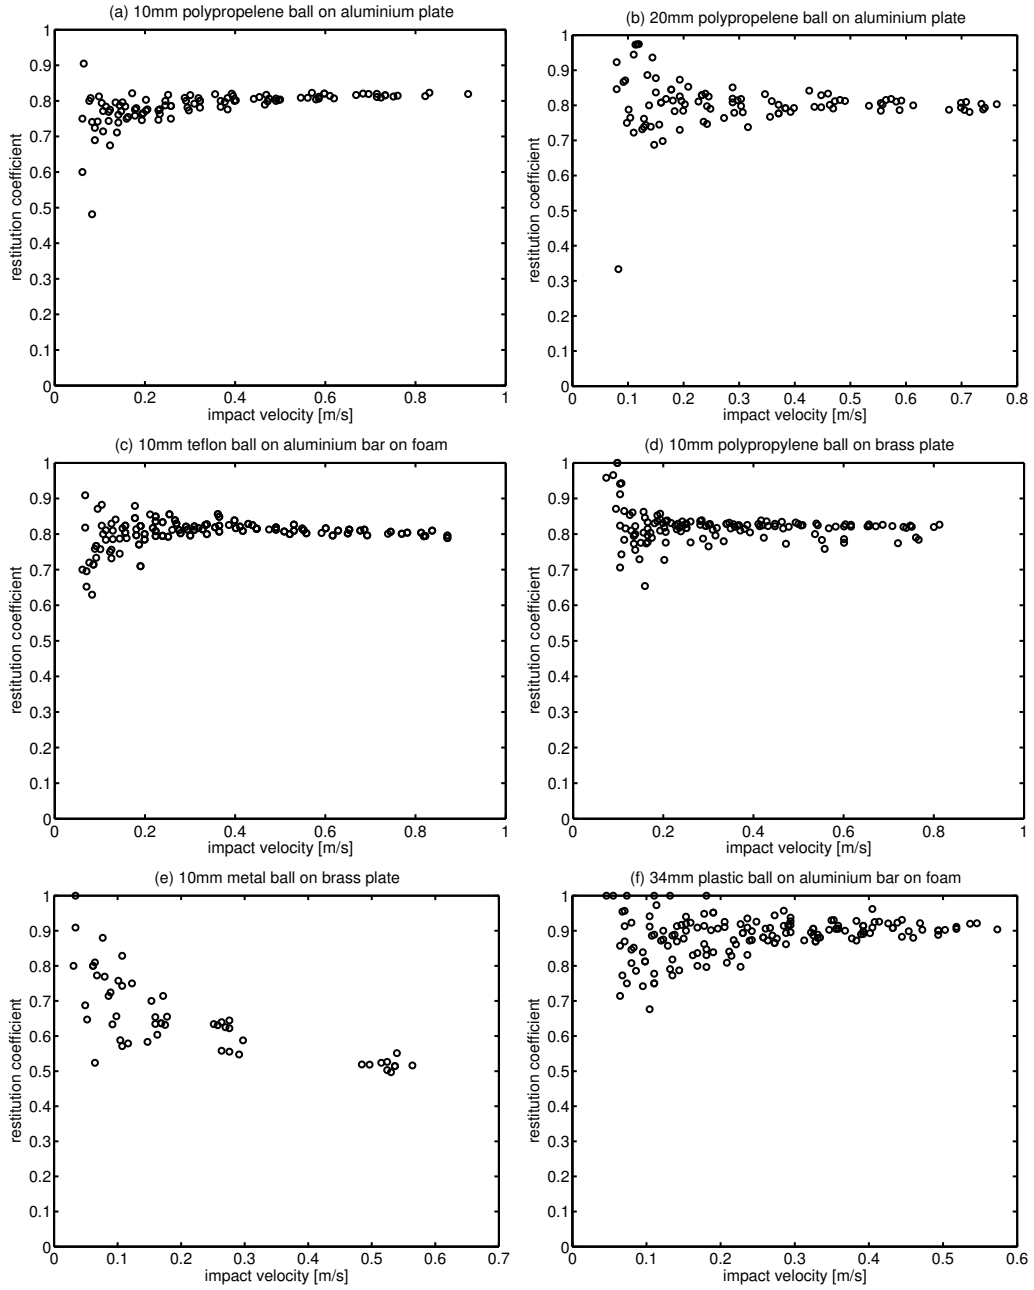 (a) 10mm polypropelene ball on aluminium plate
1
0.9
0.8
0.7
0.6
0.5
0.4
0.3
0.2
0.1
0
restitution coefficient
0 0.2 0.4 0.6 0.8 1
impact velocity [m/s]
(b) 20mm polypropelene ball on aluminium plate
1
0.9
0.8
0.7
0.6
0.5
0.4
0.3
0.2
0.1
0
restitution coefficient
0 0.1 0.2 0.3 0.4 0.5 0.6 0.7 0.8
impact velocity [m/s]
(c) 10mm teflon ball on aluminium bar on foam
1
0.9
0.8
0.7
0.6
0.5
0.4
0.3
0.2
0.1
0
restitution coefficient
0 0.2 0.4 0.6 0.8 1
impact velocity [m/s]
(d) 10mm polypropylene ball on brass plate
1
0.9
0.8
0.7
0.6
0.5
0.4
0.3
0.2
0.1
0
restitution coefficient
0 0.2 0.4 0.6 0.8 1
impact velocity [m/s]
(e) 10mm metal ball on brass plate
1
0.9
0.8
0.7
0.6
0.5
0.4
0.3
0.2
0.1
0
restitution coefficient
0 0.1 0.2 0.3 0.4 0.5 0.6 0.7
impact velocity [m/s]
(f) 34mm plastic ball on aluminium bar on foam
1
0.9
0.8
0.7
0.6
0.5
0.4
0.3
0.2
0.1
0
restitution coefficient
0 0.1 0.2 0.3 0.4 0.5 0.6
impact velocity [m/s]